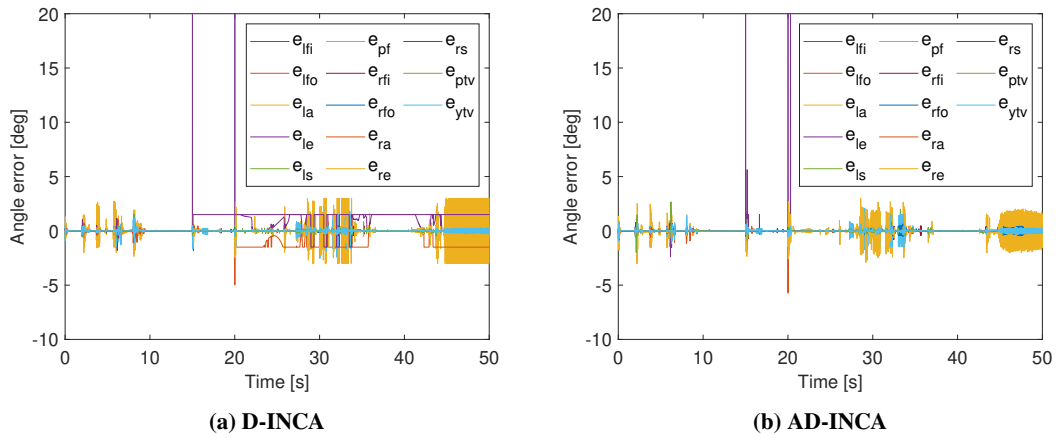 20
15
10
5
0
-5
-10
Angle error [deg]
e_lfi e_pf e_rs
e_lfo e_rfi e_ptv
e_la e_rfo e_ytv
e_le e_ra
e_ls e_re
0 10 20 30 40 50
Time [s]
(a) D-INCA
20
15
10
5
0
-5
-10
Angle error [deg]
e_lfi e_pf e_rs
e_lfo e_rfi e_ptv
e_la e_rfo e_ytv
e_le e_ra
e_ls e_re
0 10 20 30 40 50
Time [s]
(b) AD-INCA